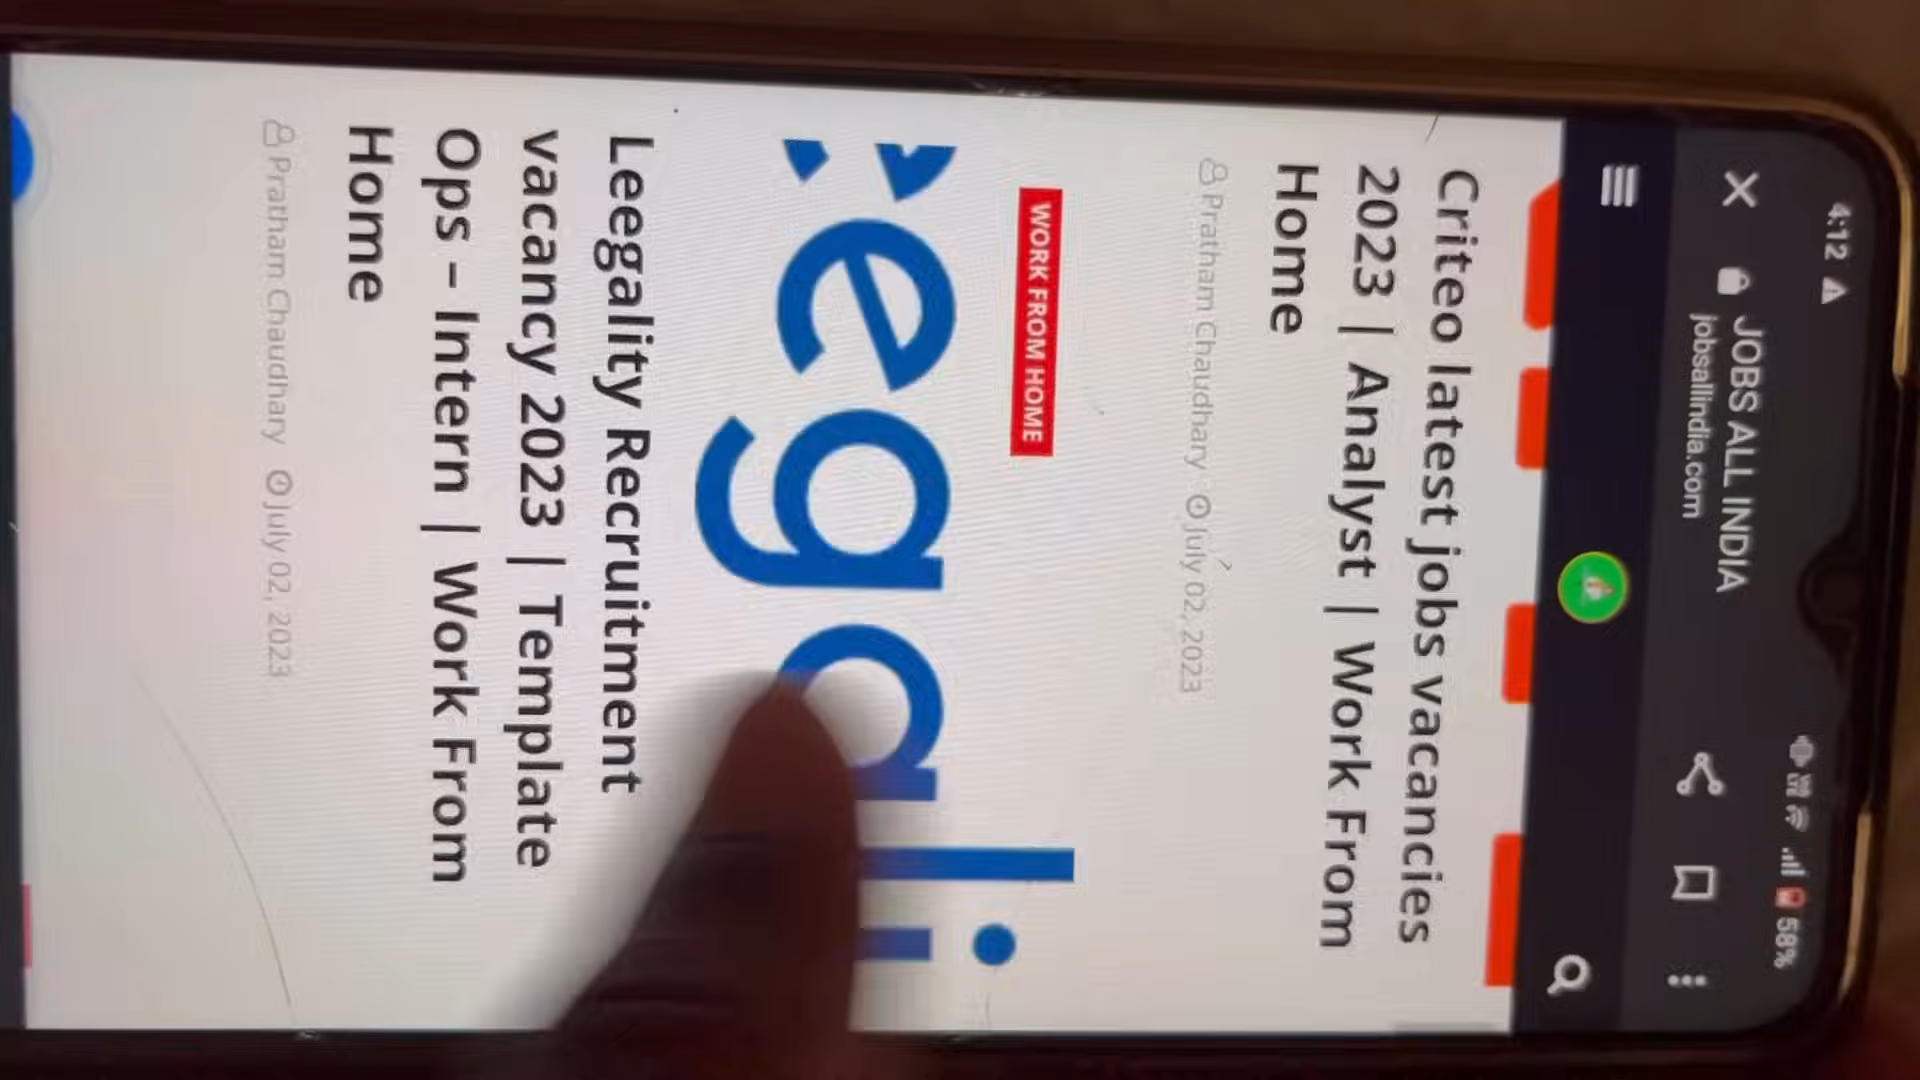 4:12
58%
JOBS ALL INDIA
jobsallindia.com
Criteo latest jobs vacancies
2023 | Analyst | Work From
Home
Pratham Chaudhary July 02, 2023
WORK FROM HOME
Leegality Recruitment
vacancy 2023 | Template
Ops – Intern | Work From
Home
Pratham Chaudhary July 02, 2023